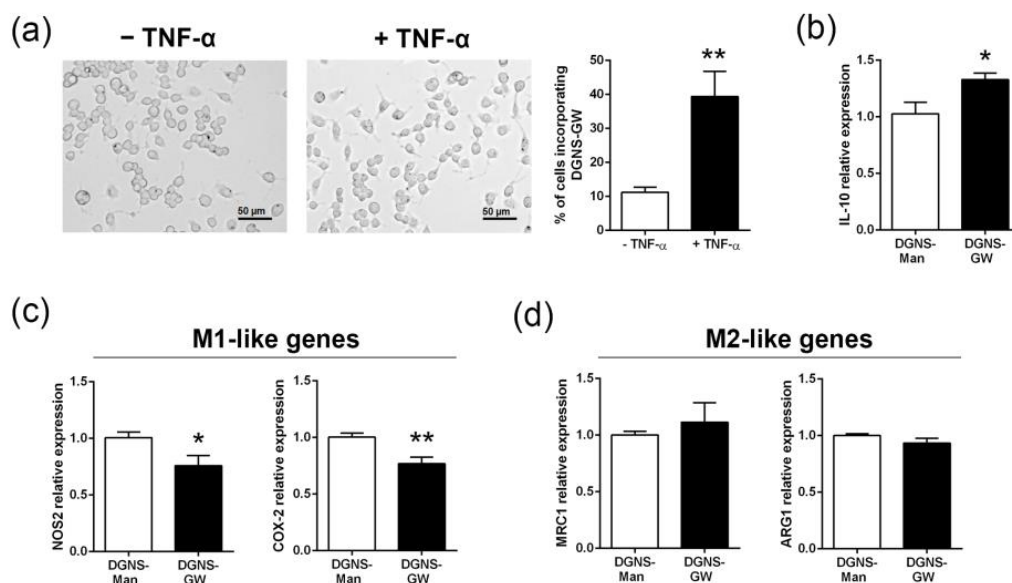 (a)
− TNF-α
+ TNF-α
50 μm
50 μm
% of cells incorporating
DGNS-GW
50
40
30
20
10
0
**
- TNF-α
+ TNF-α
(b)
IL-10 relative expression
1.5
1.0
0.5
0.0
*
DGNS-
Man
DGNS-
GW
(c)
M1-like genes
NOS2 relative expression
1.5
1.0
0.5
0.0
*
DGNS-
Man
DGNS-
GW
COX-2 relative expression
1.5
1.0
0.5
0.0
**
DGNS-
Man
DGNS-
GW
(d)
M2-like genes
MRC1 relative expression
1.5
1.0
0.5
0.0
DGNS-
Man
DGNS-
GW
ARG1 relative expression
1.5
1.0
0.5
0.0
DGNS-
Man
DGNS-
GW